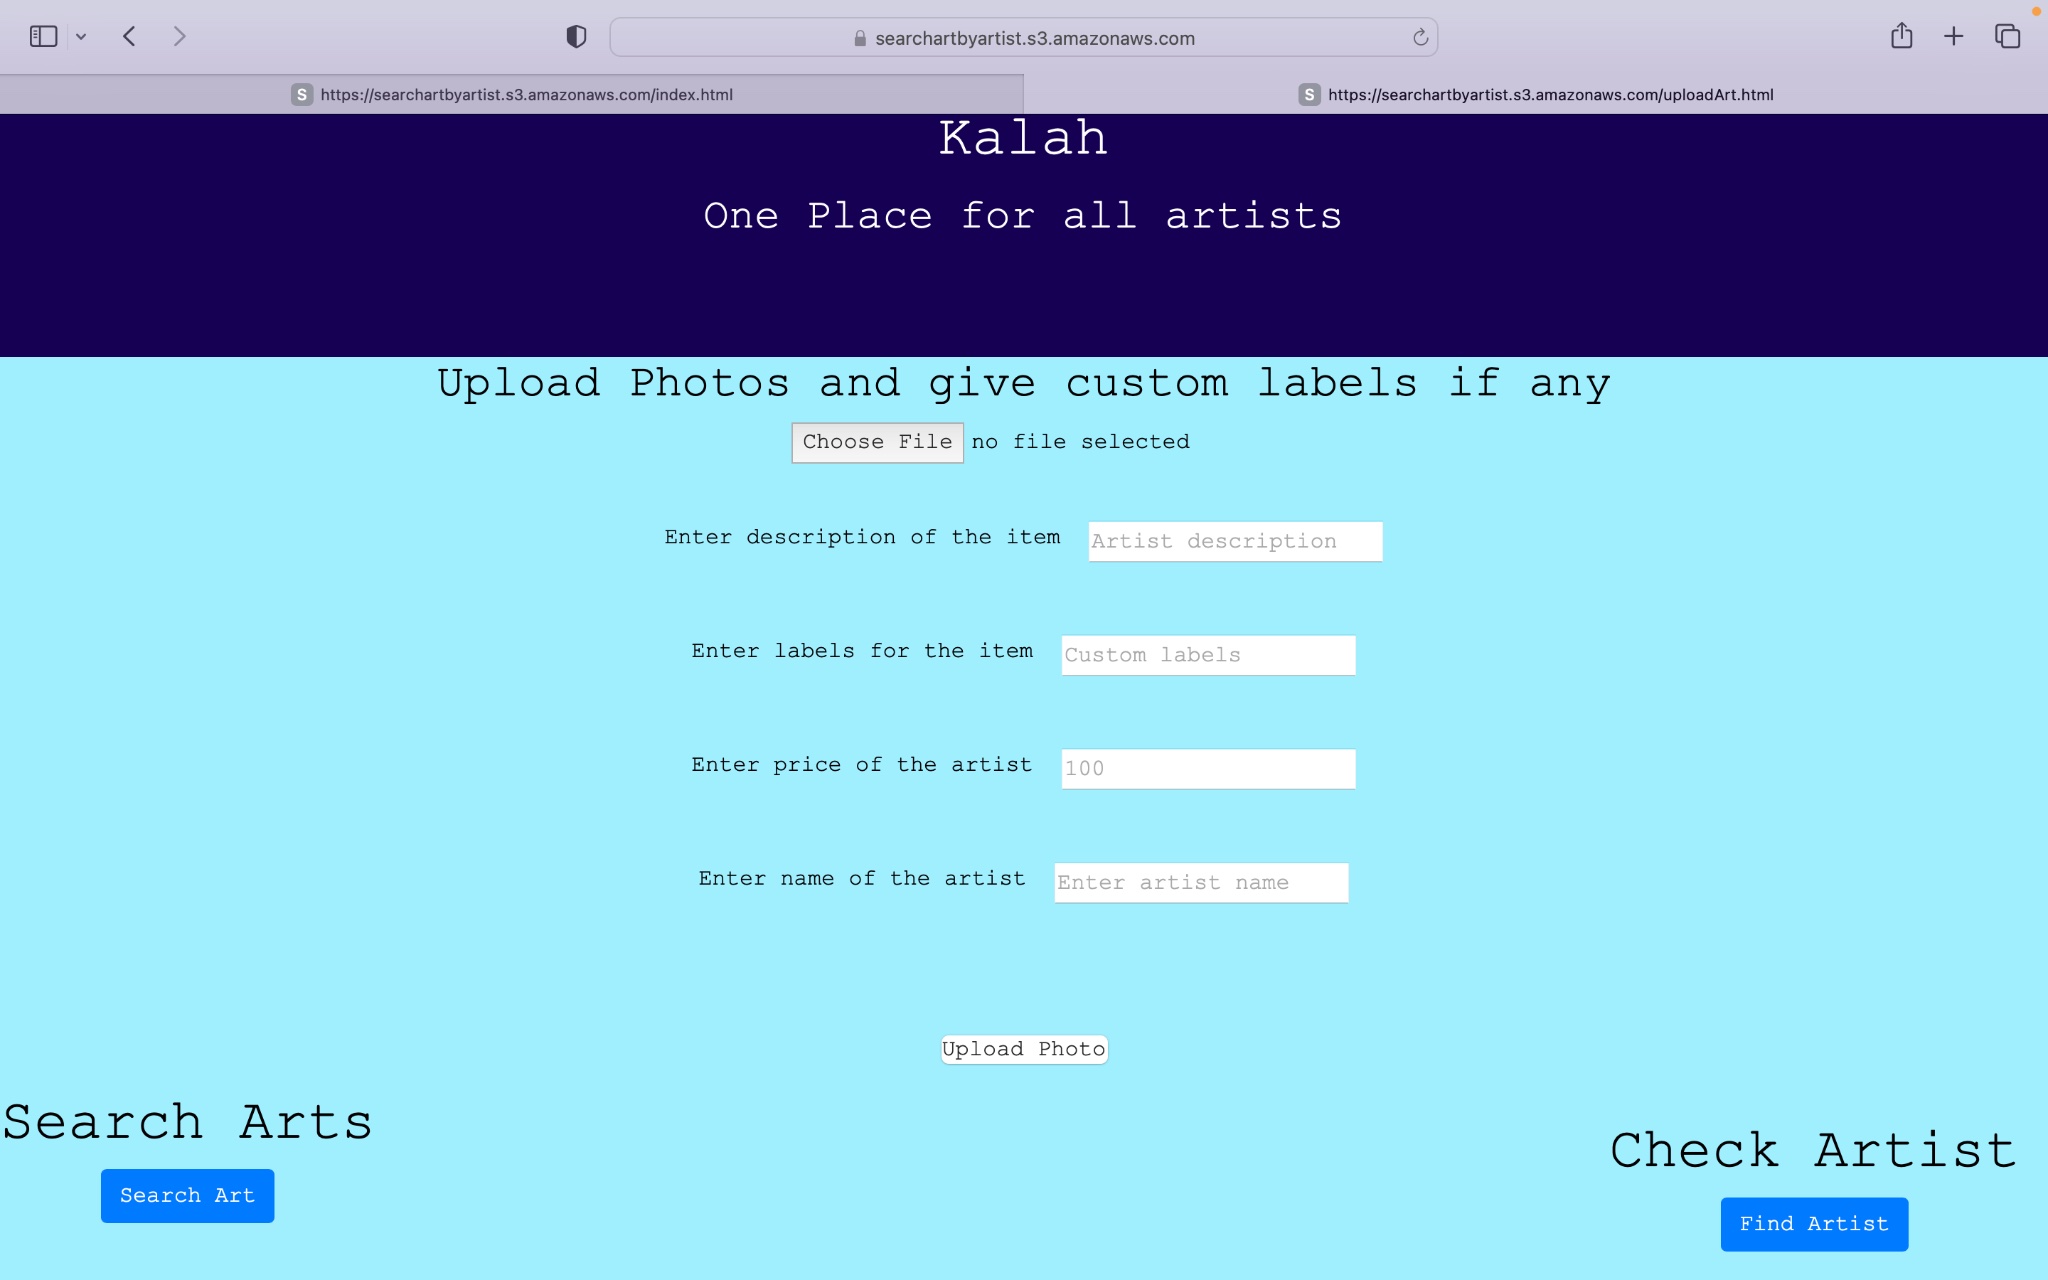 searchartbyartist.s3.amazonaws.com
S https://searchartbyartist.s3.amazonaws.com/index.html
S https://searchartbyartist.s3.amazonaws.com/uploadArt.html
Kalah
One Place for all artists
Upload Photos and give custom labels if any
Choose File no file selected
Enter description of the item Artist description
Enter labels for the item Custom labels
Enter price of the artist 100
Enter name of the artist Enter artist name
Upload Photo
Search Arts
Search Art
Check Artist
Find Artist